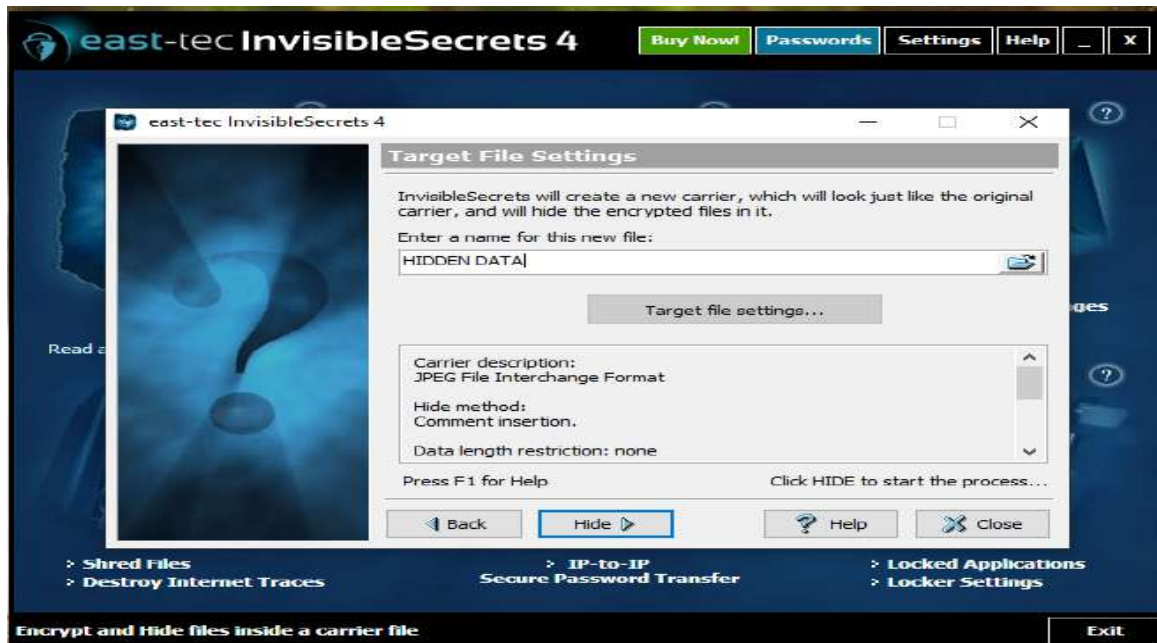 east-tec InvisibleSecrets 4
Buy Now!
Passwords
Settings
Help
_
X
east-tec InvisibleSecrets 4
Target File Settings
InvisibleSecrets will create a new carrier, which will look just like the original
carrier, and will hide the encrypted files in it.
Enter a name for this new file:
HIDDEN DATA
Target file settings...
Read
Carrier description:
JPEG File Interchange Format
Hide method:
Comment insertion.
Data length restriction: none
Press F1 for Help
Click HIDE to start the process...
Back
Hide
Help
Close
> Shred Files
> Destroy Internet Traces
> IP-to-IP
Secure Password Transfer
> Locked Applications
> Locker Settings
Encrypt and Hide files inside a carrier file
Exit